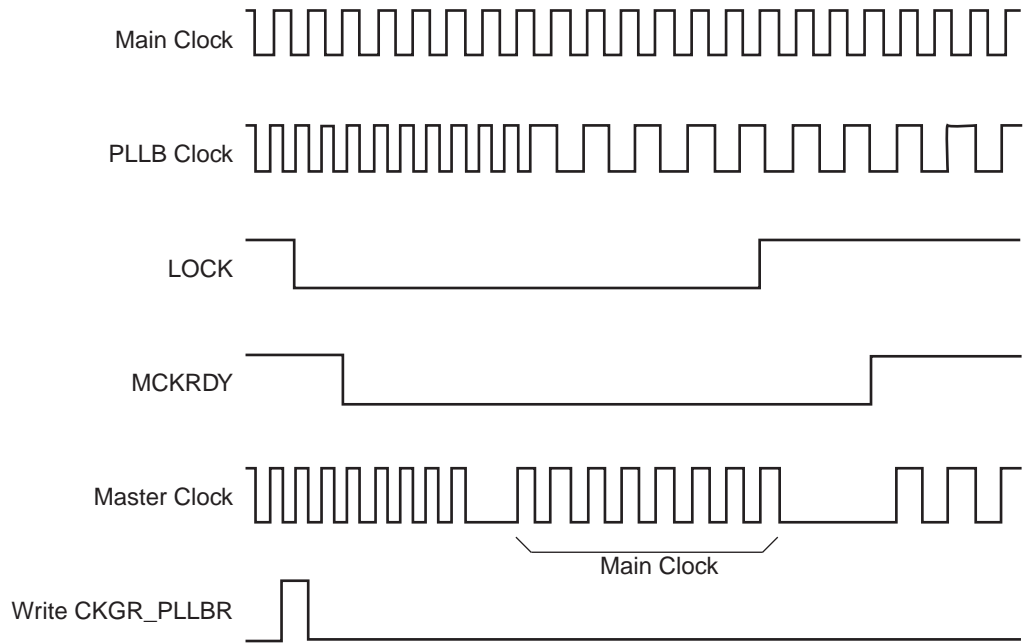 Main Clock
PLLB Clock
LOCK
MCKRDY
Master Clock
Main Clock
Write CKGR_PLLBR